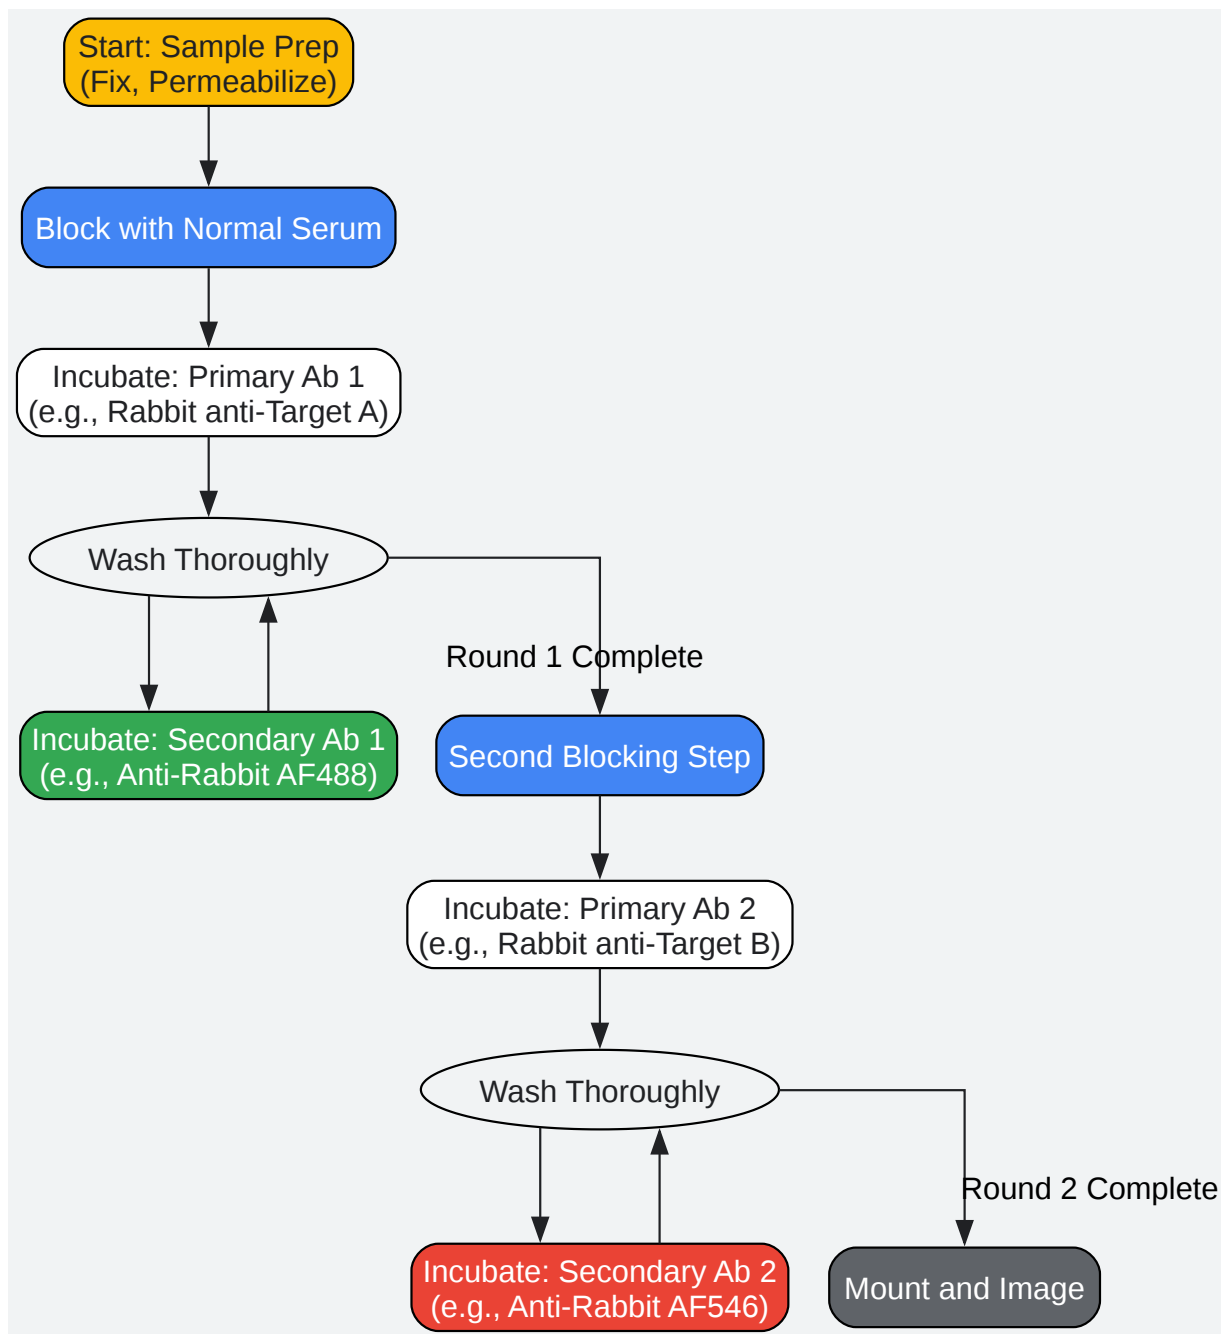 Start: Sample Prep
(Fix, Permeabilize)
Block with Normal Serum
Incubate: Primary Ab 1
(e.g., Rabbit anti-Target A)
Wash Thoroughly
Round 1 Complete
Incubate: Secondary Ab 1
(e.g., Anti-Rabbit AF488)
Second Blocking Step
Incubate: Primary Ab 2
(e.g., Rabbit anti-Target B)
Wash Thoroughly
Round 2 Complete
Incubate: Secondary Ab 2
(e.g., Anti-Rabbit AF546)
Mount and Image